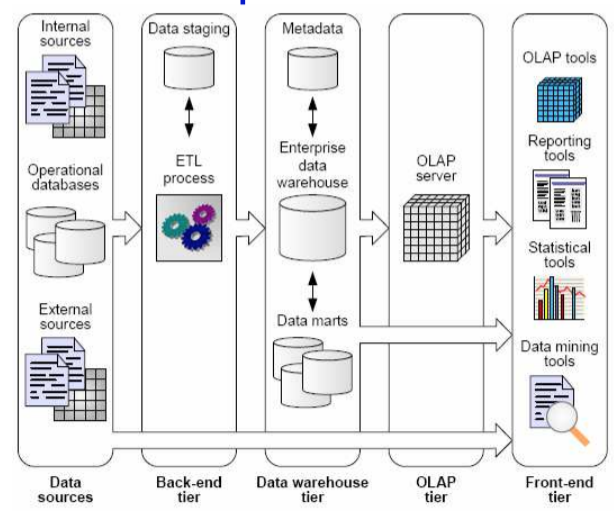 Internal
sources
Operational
databases
External
sources
Data
sources
Data staging
ETL
process
Back-end
tier
Metadata
Enterprise
data
warehouse
Data marts
Data warehouse
tier
OLAP
server
OLAP
tier
OLAP tools
Reporting
tools
Statistical
tools
Data mining
tools
Front-end
tier